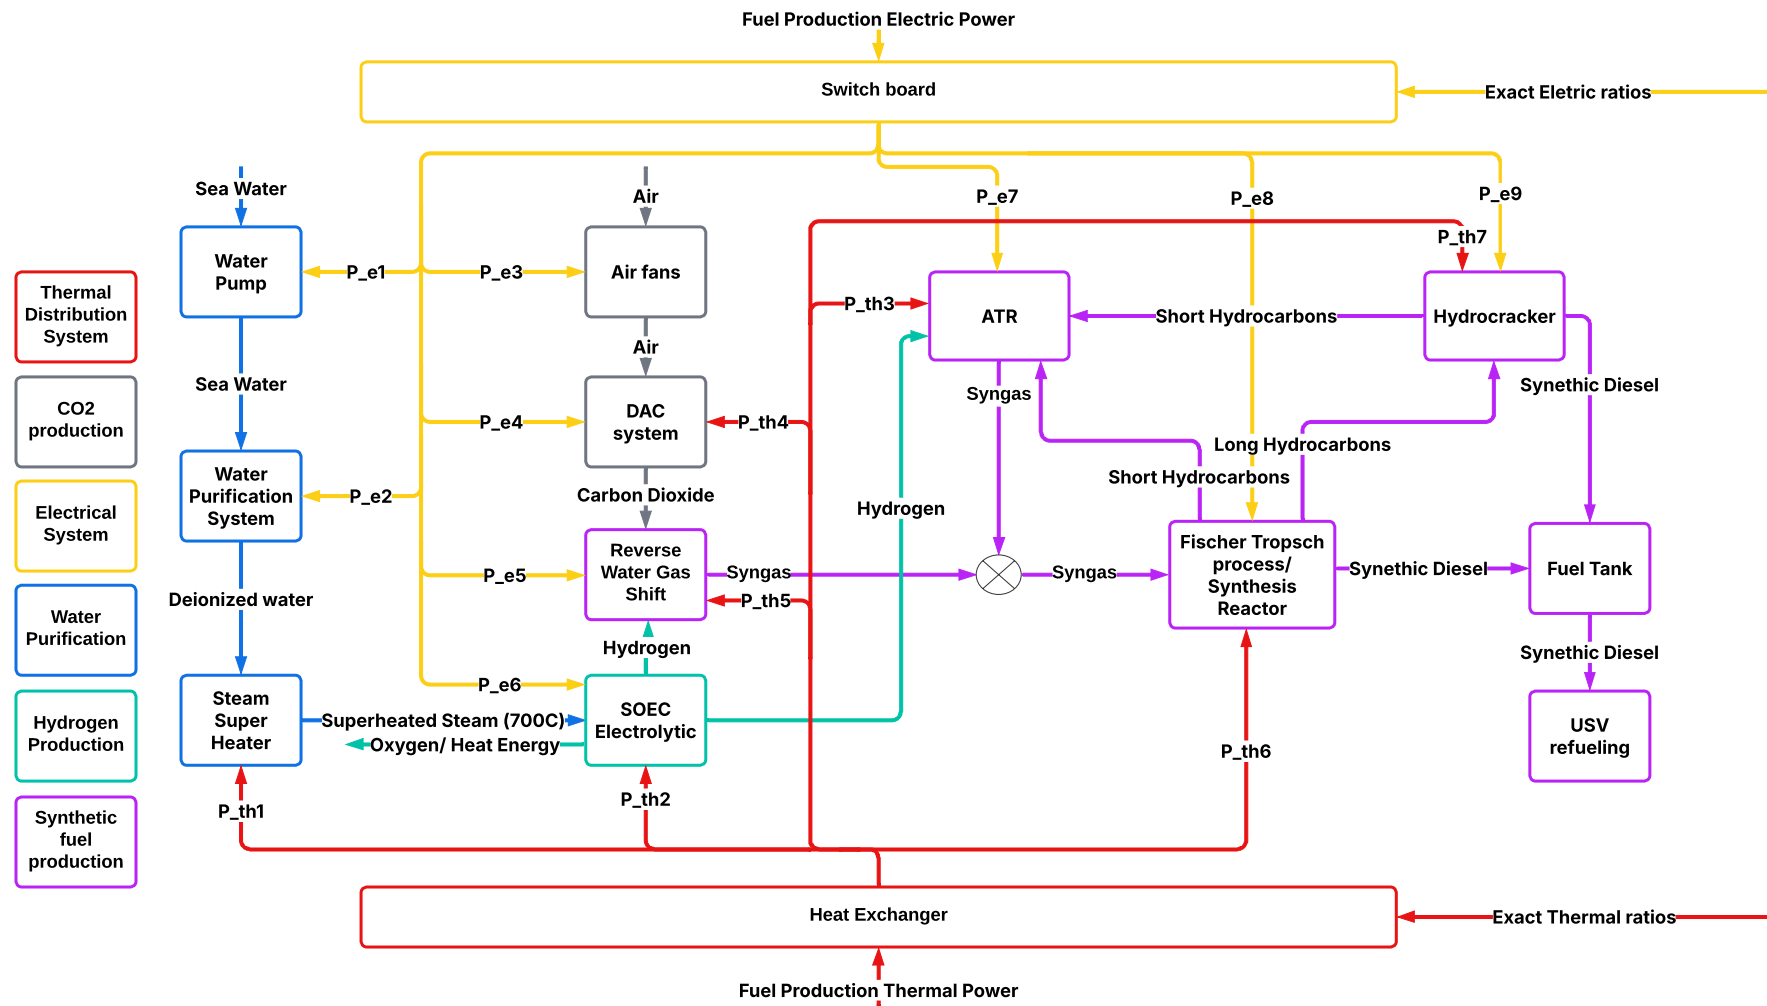 Fuel Production Electric Power
Switch board
Exact Eletric ratios
Sea Water
Air
P_e7
P_e8
P_e9
P_th7
Water
Pump
P_e1
P_e3
Air fans
Thermal
Distribution
System
P_th3
ATR
Short Hydrocarbons
Hydrocracker
Air
Sea Water
Syngas
Synethic Diesel
CO2
production
P_e4
DAC
system
P_th4
Long Hydrocarbons
Short Hydrocarbons
Water
Purification
System
P_e2
Carbon Dioxide
Hydrogen
Electrical
System
Reverse
Water Gas
Shift
P_e5
Syngas
Syngas
Fischer Tropsch
process/
Synthesis
Reactor
Synethic Diesel
Fuel Tank
Deionized water
P_th5
Water
Purification
Hydrogen
Synethic Diesel
P_e6
Steam
Super
Heater
Superheated Steam (700C)
Oxygen/ Heat Energy
SOEC
Electrolytic
Hydrogen
Production
USV
refueling
P_th6
P_th1
P_th2
Synthetic
fuel
production
Heat Exchanger
Exact Thermal ratios
Fuel Production Thermal Power